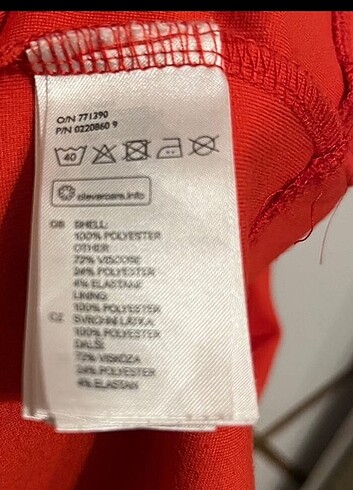 O/N 771390
P/N 0220860 9
40
clevercare.info
GB SHELL:
100% POLYESTER
OTHER
72% VISCOSE
24% POLYESTER
4% ELASTANE
LINING:
100% POLYESTER
CZ SVRCHNÍ LÁTKA
100% POLYESTER
DALŠÍ:
72% VISKÓZA
24% POLYESTER
4% ELASTAN